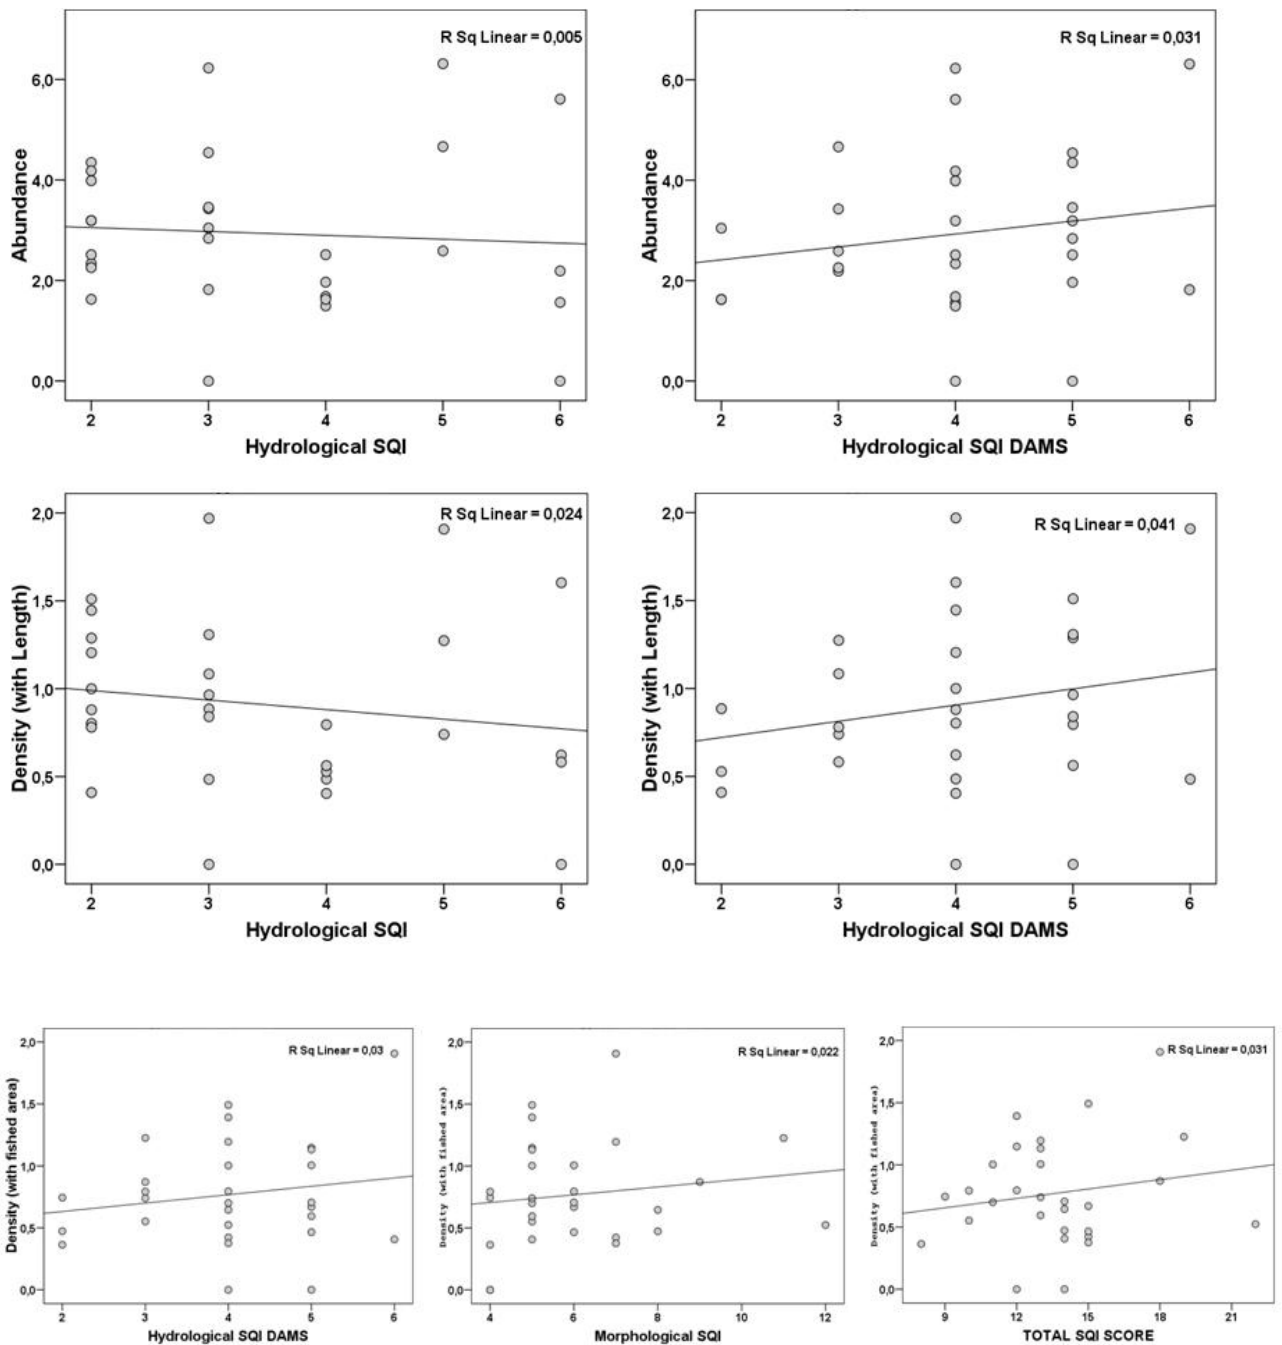 R Sq Linear = 0,005
6,0
4,0
2,0
0,0
Abundance
2 3 4 5 6
Hydrological SQI
R Sq Linear = 0,031
6,0
4,0
2,0
0,0
Abundance
2 3 4 5 6
Hydrological SQI DAMS
R Sq Linear = 0,024
2,0
1,5
1,0
0,5
0,0
Density (with Length)
2 3 4 5 6
Hydrological SQI
R Sq Linear = 0,041
2,0
1,5
1,0
0,5
0,0
Density (with Length)
2 3 4 5 6
Hydrological SQI DAMS
R Sq Linear = 0,03
2,0
1,5
1,0
0,5
0,0
Density (with fished area)
2 3 4 5 6
Hydrological SQI DAMS
R Sq Linear = 0,022
2,0
1,5
1,0
0,5
0,0
Density (with fished area)
4 6 8 10 12
Morphological SQI
R Sq Linear = 0,031
2,0
1,5
1,0
0,5
0,0
Density (with fished area)
9 12 15 18 21
TOTAL SQI SCORE